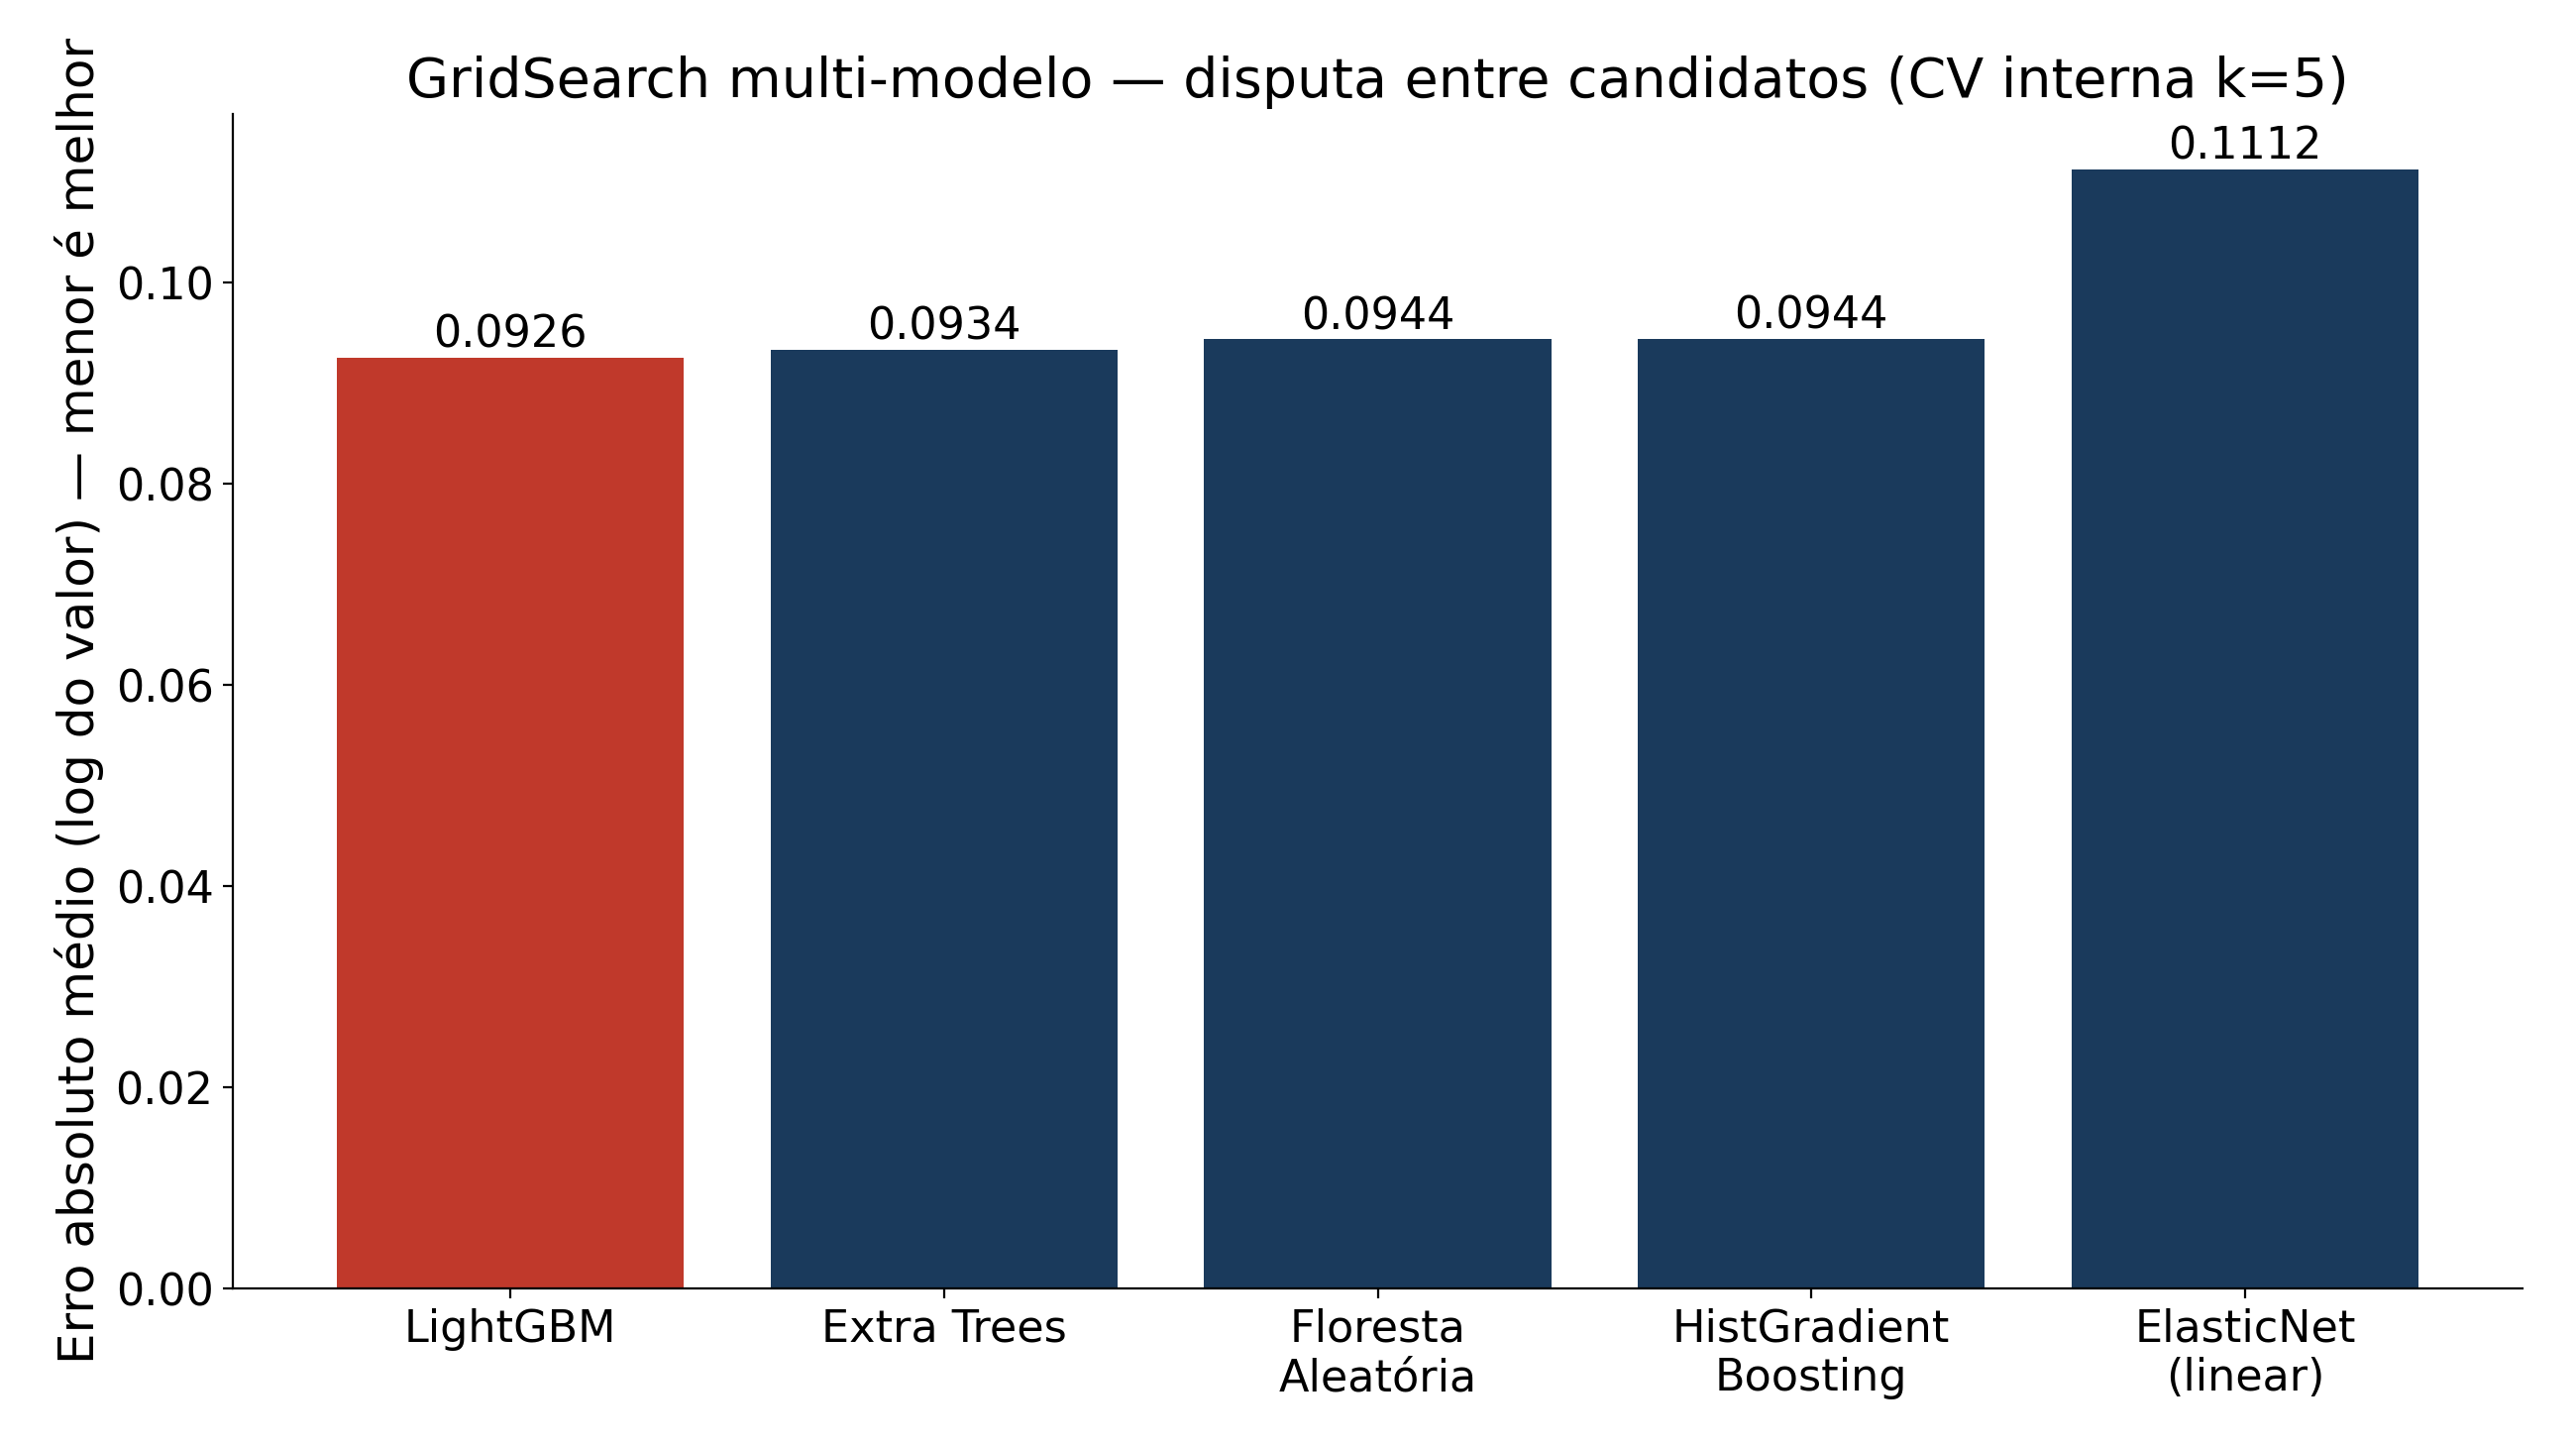 GridSearch multi-modelo — disputa entre candidatos (CV interna k=5)
Erro absoluto médio (log do valor) — menor é melhor
0.10
0.08
0.06
0.04
0.02
0.00
0.0926
0.0934
0.0944
0.0944
0.1112
LightGBM
Extra Trees
Floresta
Aleatória
HistGradient
Boosting
ElasticNet
(linear)